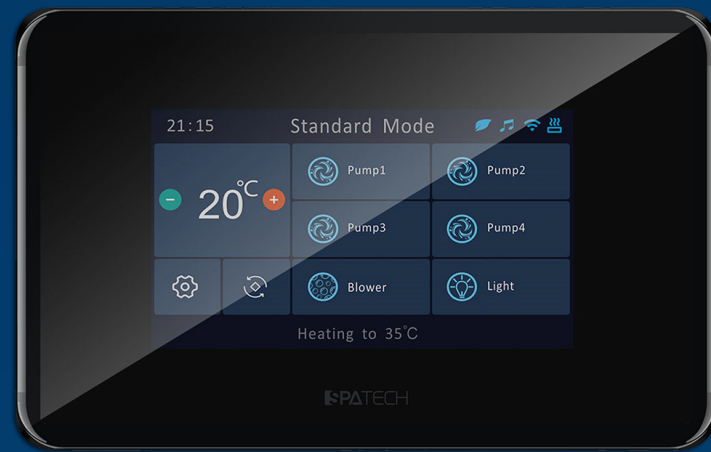 21:15 Standard Mode
20°C
Pump1 Pump2
Pump3 Pump4
Blower Light
Heating to 35°C
SPATECH